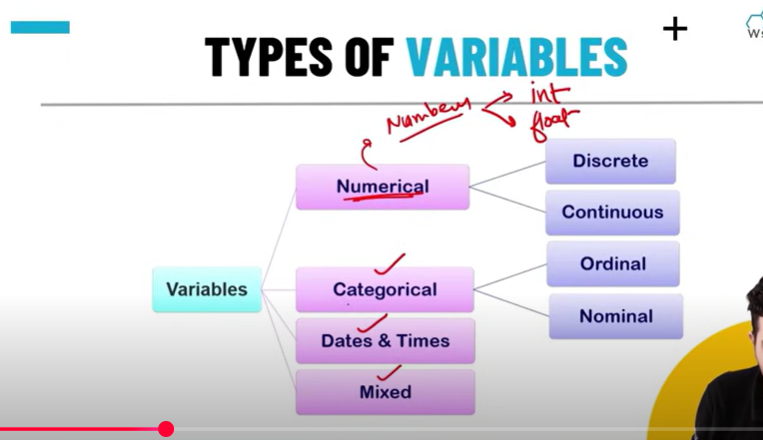 TYPES OF VARIABLES
Numbers
int
float
Numerical
Discrete
Continuous
Variables
Categorical
Ordinal
Nominal
Dates & Times
Mixed